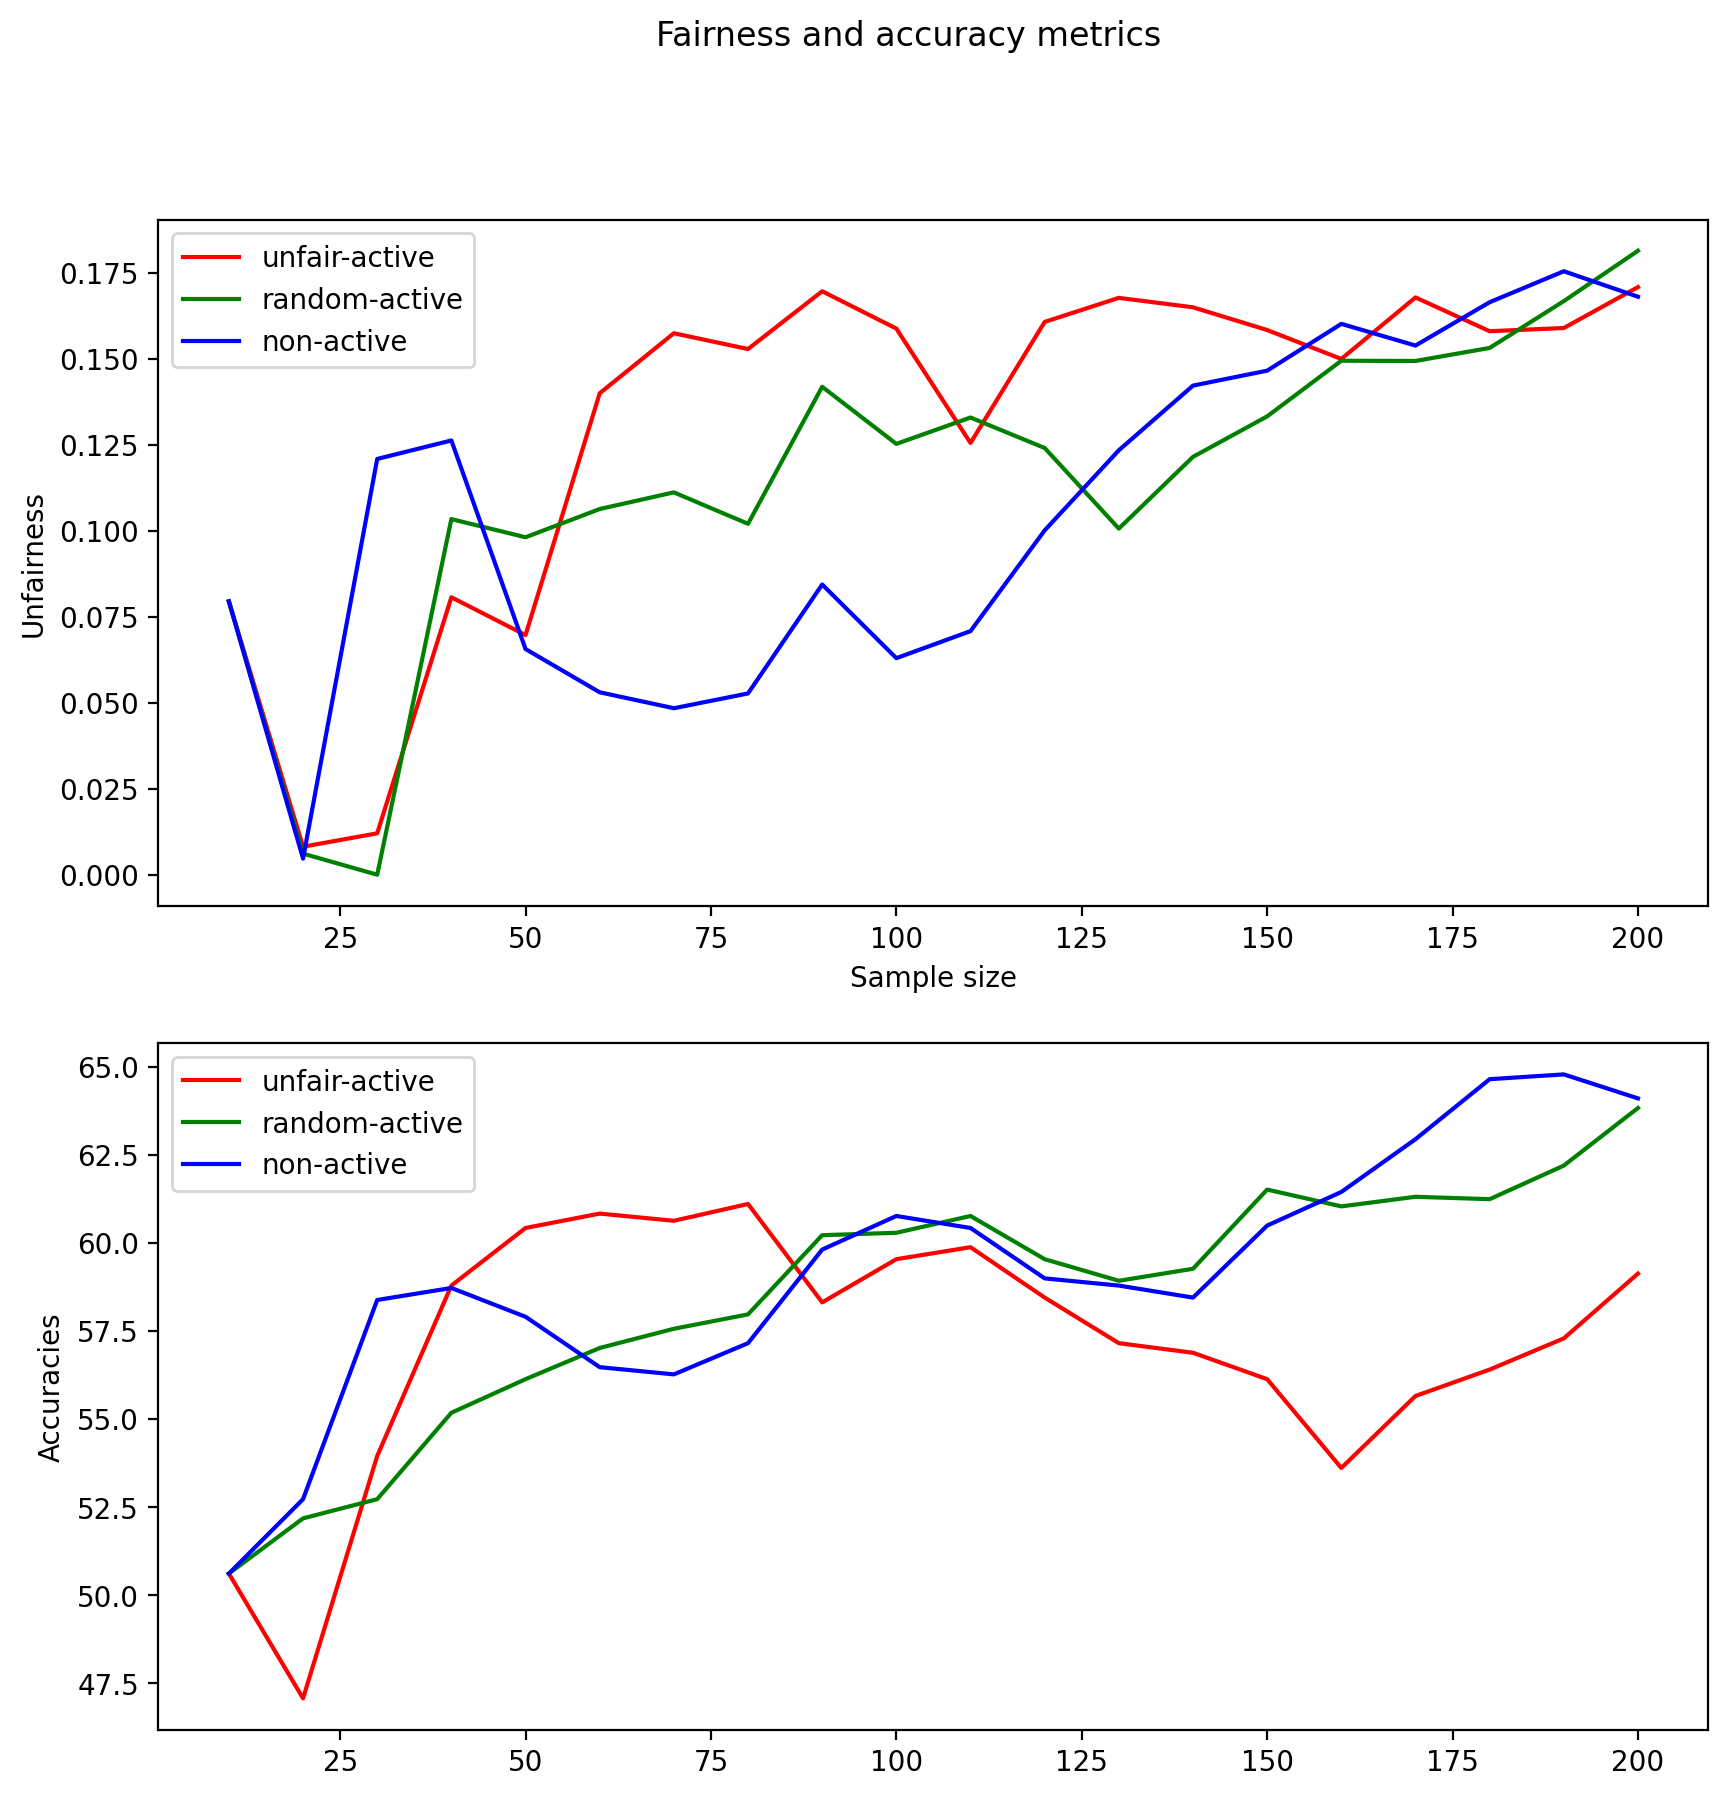 Fairness and accuracy metrics
unfair-active
random-active
non-active
Unfairness
0.175
0.150
0.125
0.100
0.075
0.050
0.025
0.000
25 50 75 100 125 150 175 200
Sample size
unfair-active
random-active
non-active
Accuracies
65.0
62.5
60.0
57.5
55.0
52.5
50.0
47.5
25 50 75 100 125 150 175 200